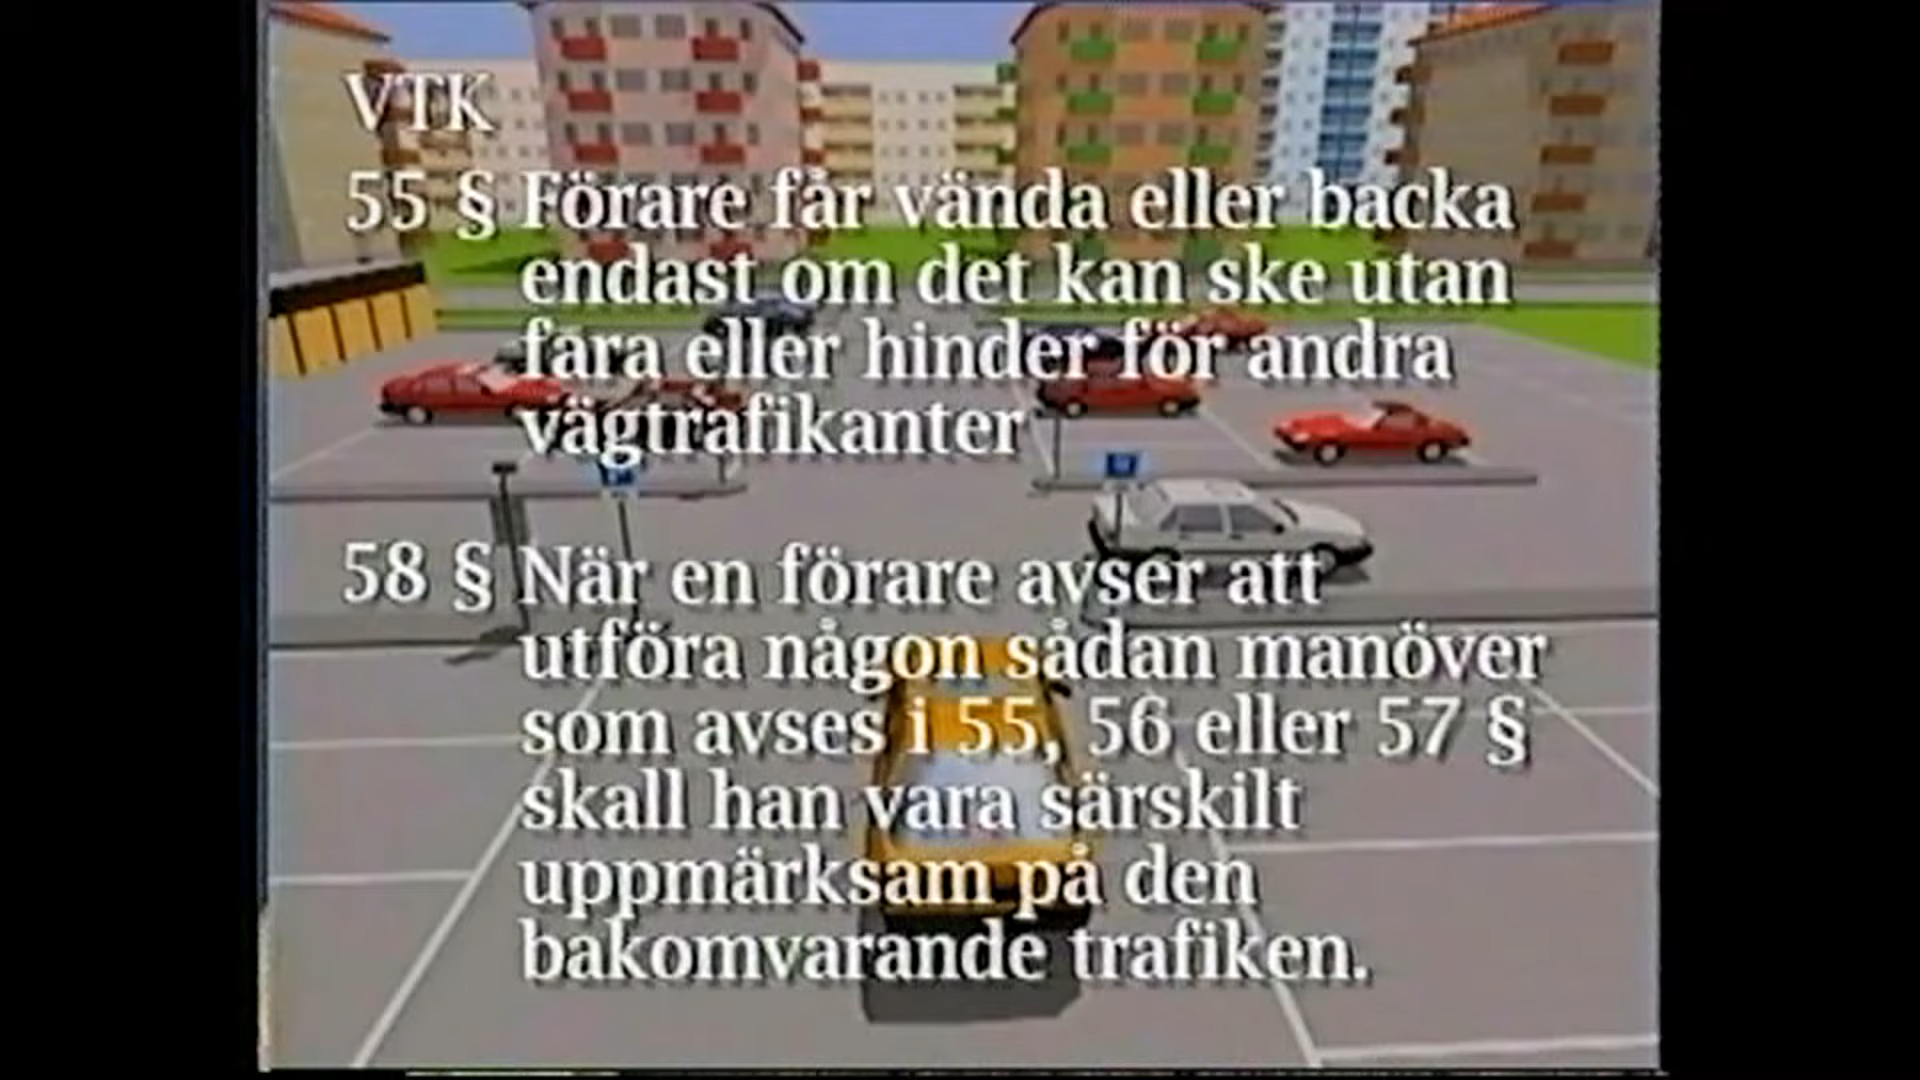 VTK
55 § Förare får vända eller backa
endast om det kan ske utan
fara eller hinder för andra
vägtrafikanter
58 § När en förare avser att
utföra någon sådan manöver
som avses i 55, 56 eller 57 §
skall han vara särskilt
uppmärksam på den
bakomvarande trafiken.